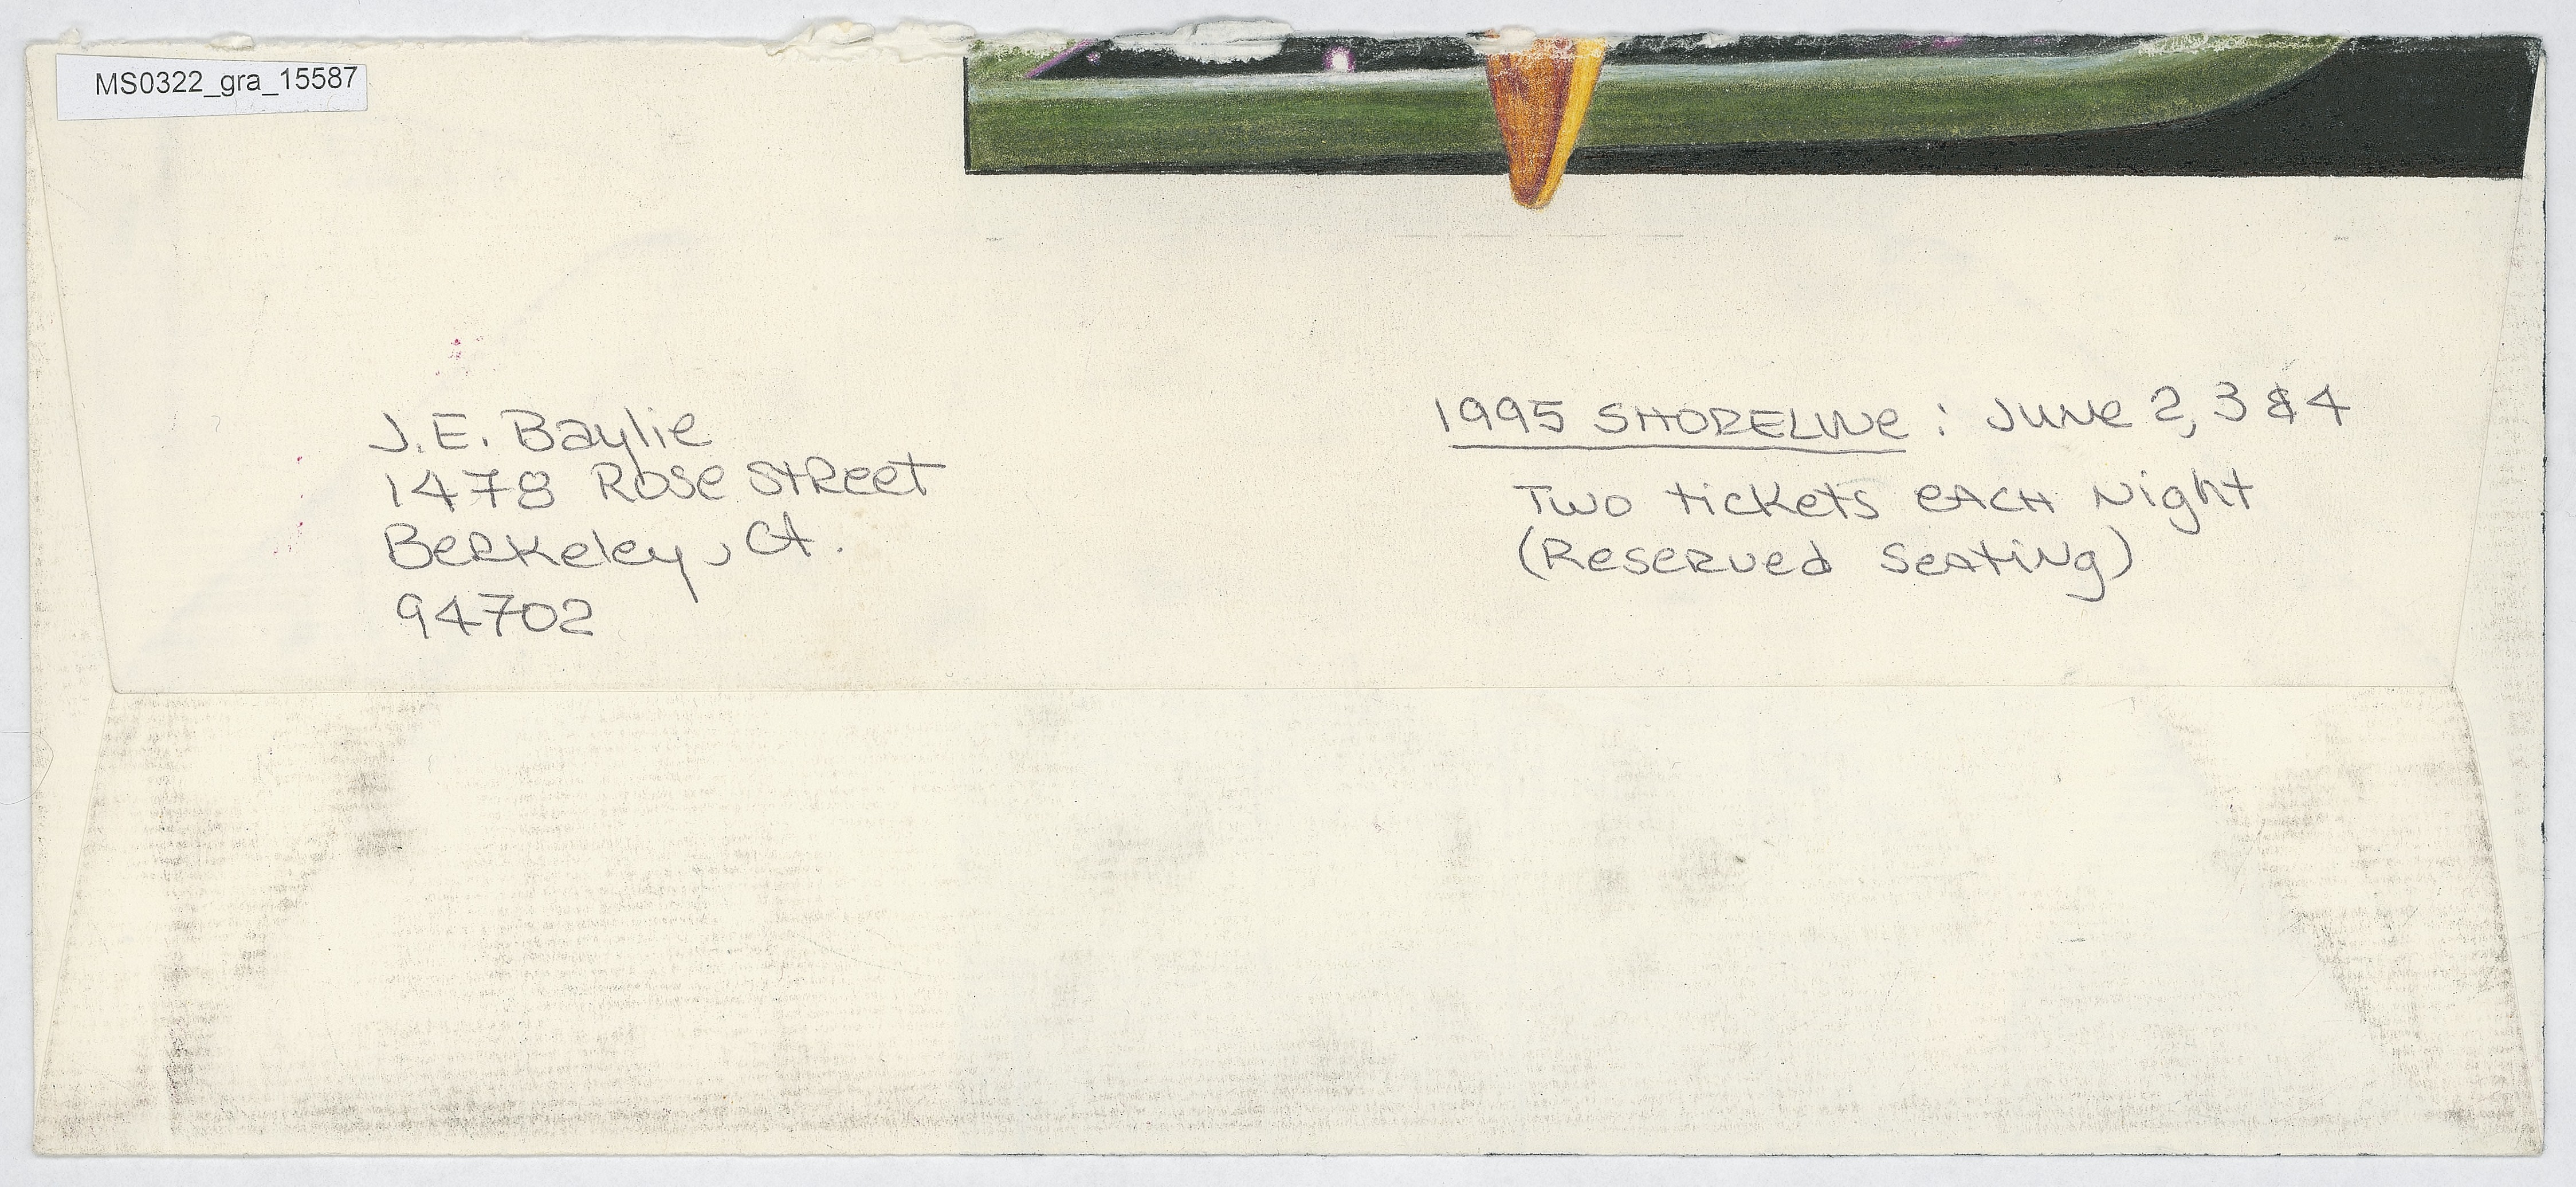 MS0322_gra_15587
J.E. Baylie
1478 Rose Street
Berkeley, CA.
94702
1995 SHORELINE: JUNE 2, 3 & 4
Two tickets EACH Night
(Reserved Seating)